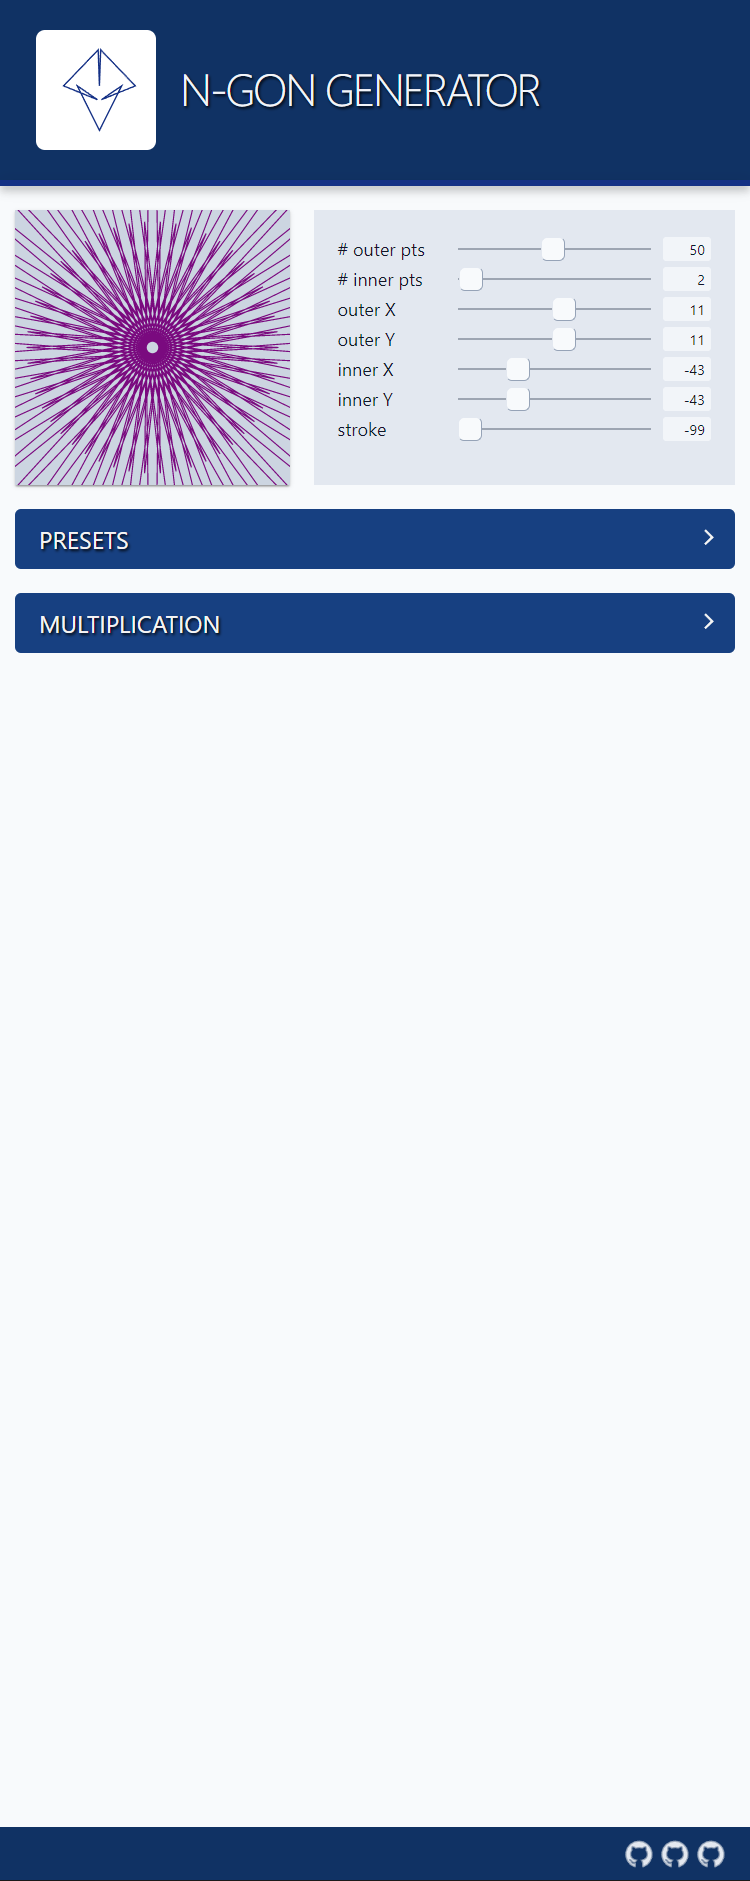 N-GON GENERATOR
# outer pts 50
# inner pts 2
outer X 11
outer Y 11
inner X -43
inner Y -43
stroke -99
PRESETS
MULTIPLICATION